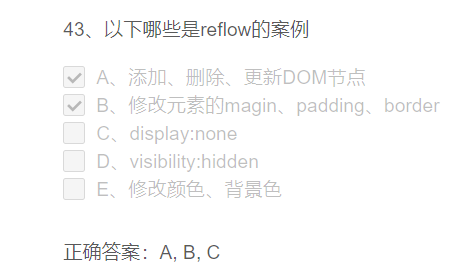 43、以下哪些是reflow的案例
A、添加、删除、更新DOM节点
B、修改元素的magin、padding、border
C、display:none
D、visibility:hidden
E、修改颜色、背景色
正确答案：A, B, C